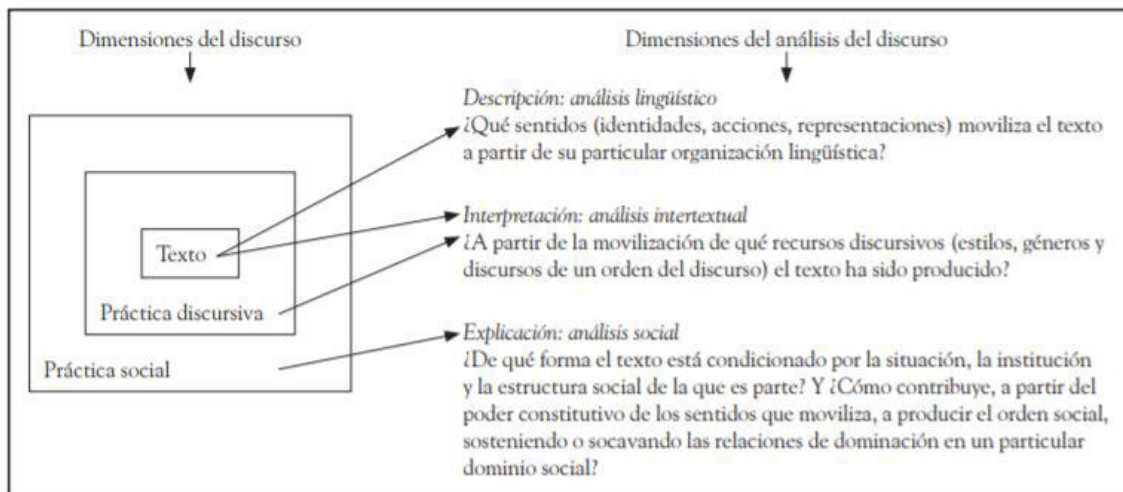 Dimensiones del discurso
Dimensiones del análisis del discurso
Texto
Práctica discursiva
Práctica social
Descripción: análisis lingüístico
¿Qué sentidos (identidades, acciones, representaciones) moviliza el texto
a partir de su particular organización lingüística?
Interpretación: análisis intertextual
¿A partir de la movilización de qué recursos discursivos (estilos, géneros y
discursos de un orden del discurso) el texto ha sido producido?
Explicación: análisis social
¿De qué forma el texto está condicionado por la situación, la institución
y la estructura social de la que es parte? Y ¿Cómo contribuye, a partir del
poder constitutivo de los sentidos que moviliza, a producir el orden social,
sosteniendo o socavando las relaciones de dominación en un particular
dominio social?